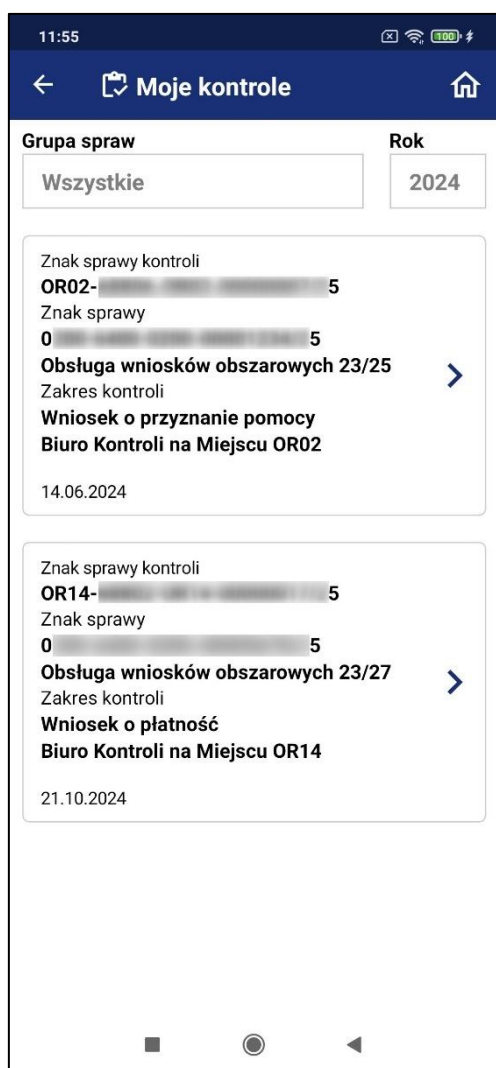 11:55
100
Moje kontrole
Grupa spraw
Rok
Wszystkie
2024
Znak sprawy kontroli
OR02- 5
Znak sprawy
0 5
Obsługa wniosków obszarowych 23/25
Zakres kontroli
Wniosek o przyznanie pomocy
Biuro Kontroli na Miejscu OR02
14.06.2024
Znak sprawy kontroli
OR14- 5
Znak sprawy
0 5
Obsługa wniosków obszarowych 23/27
Zakres kontroli
Wniosek o płatność
Biuro Kontroli na Miejscu OR14
21.10.2024